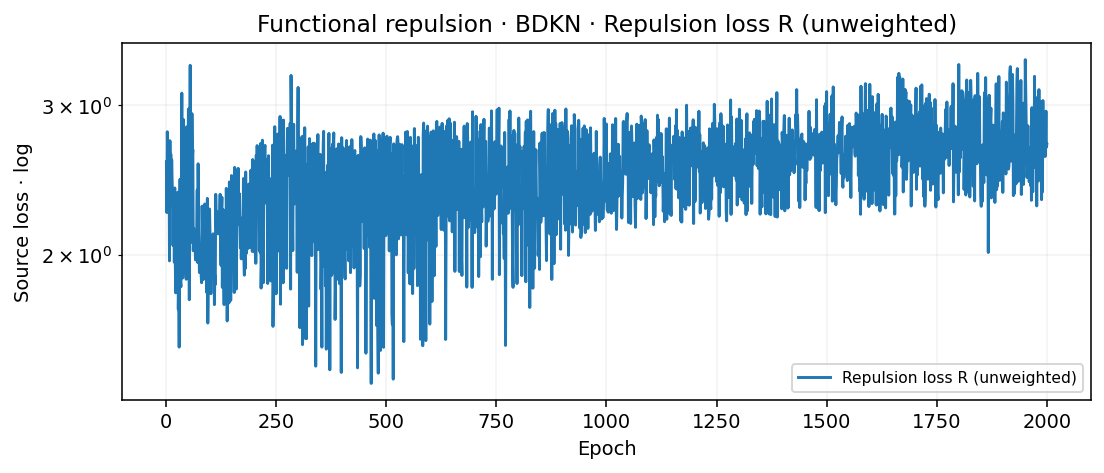 Functional repulsion · BDKN · Repulsion loss R (unweighted)
Source loss · log
3 × 10⁰
2 × 10⁰
Repulsion loss R (unweighted)
0 250 500 750 1000 1250 1500 1750 2000
Epoch